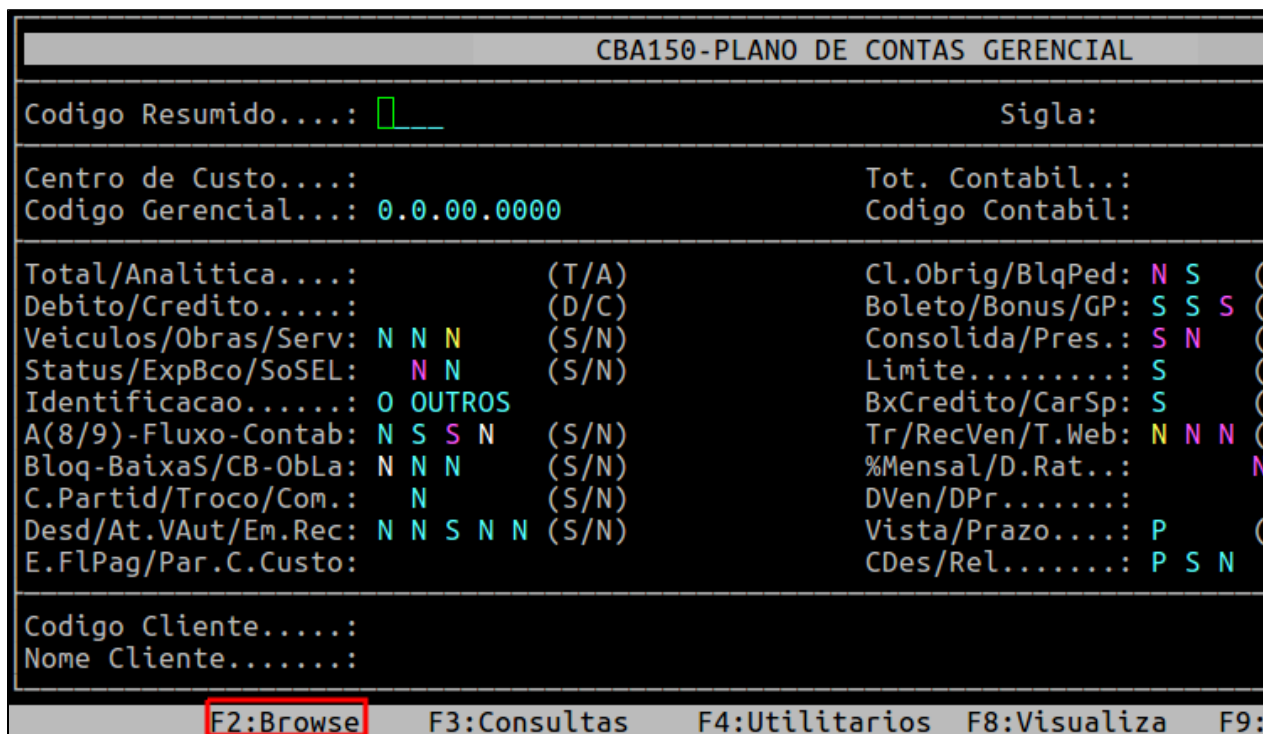 CBA150-PLANO DE CONTAS GERENCIAL
Codigo Resumido....: ___ Sigla:
Centro de Custo....: Tot. Contabil..:
Codigo Gerencial...: 0.0.00.0000 Codigo Contabil:
Total/Analitica....: (T/A) Cl.Obrig/BlqPed: N S (
Debito/Credito.....: (D/C) Boleto/Bonus/GP: S S S (
Veiculos/Obras/Serv: N N N (S/N) Consolida/Pres.: S N (
Status/ExpBco/SoSEL: N N (S/N) Limite.........: S (
Identificacao......: O OUTROS BxCredito/CarSp: S (
A(8/9)-Fluxo-Contab: N S S N (S/N) Tr/RecVen/T.Web: N N N (
Bloq-BaixaS/CB-ObLa: N N N (S/N) %Mensal/D.Rat..: N
C.Partid/Troco/Com.: N (S/N) DVen/DPr.......:
Desd/At.VAut/Em.Rec: N N S N N (S/N) Vista/Prazo....: P (
E.FlPag/Par.C.Custo: CDes/Rel.......: P S N
Codigo Cliente.....:
Nome Cliente.......:
F2:Browse F3:Consultas F4:Utilitarios F8:Visualiza F9: